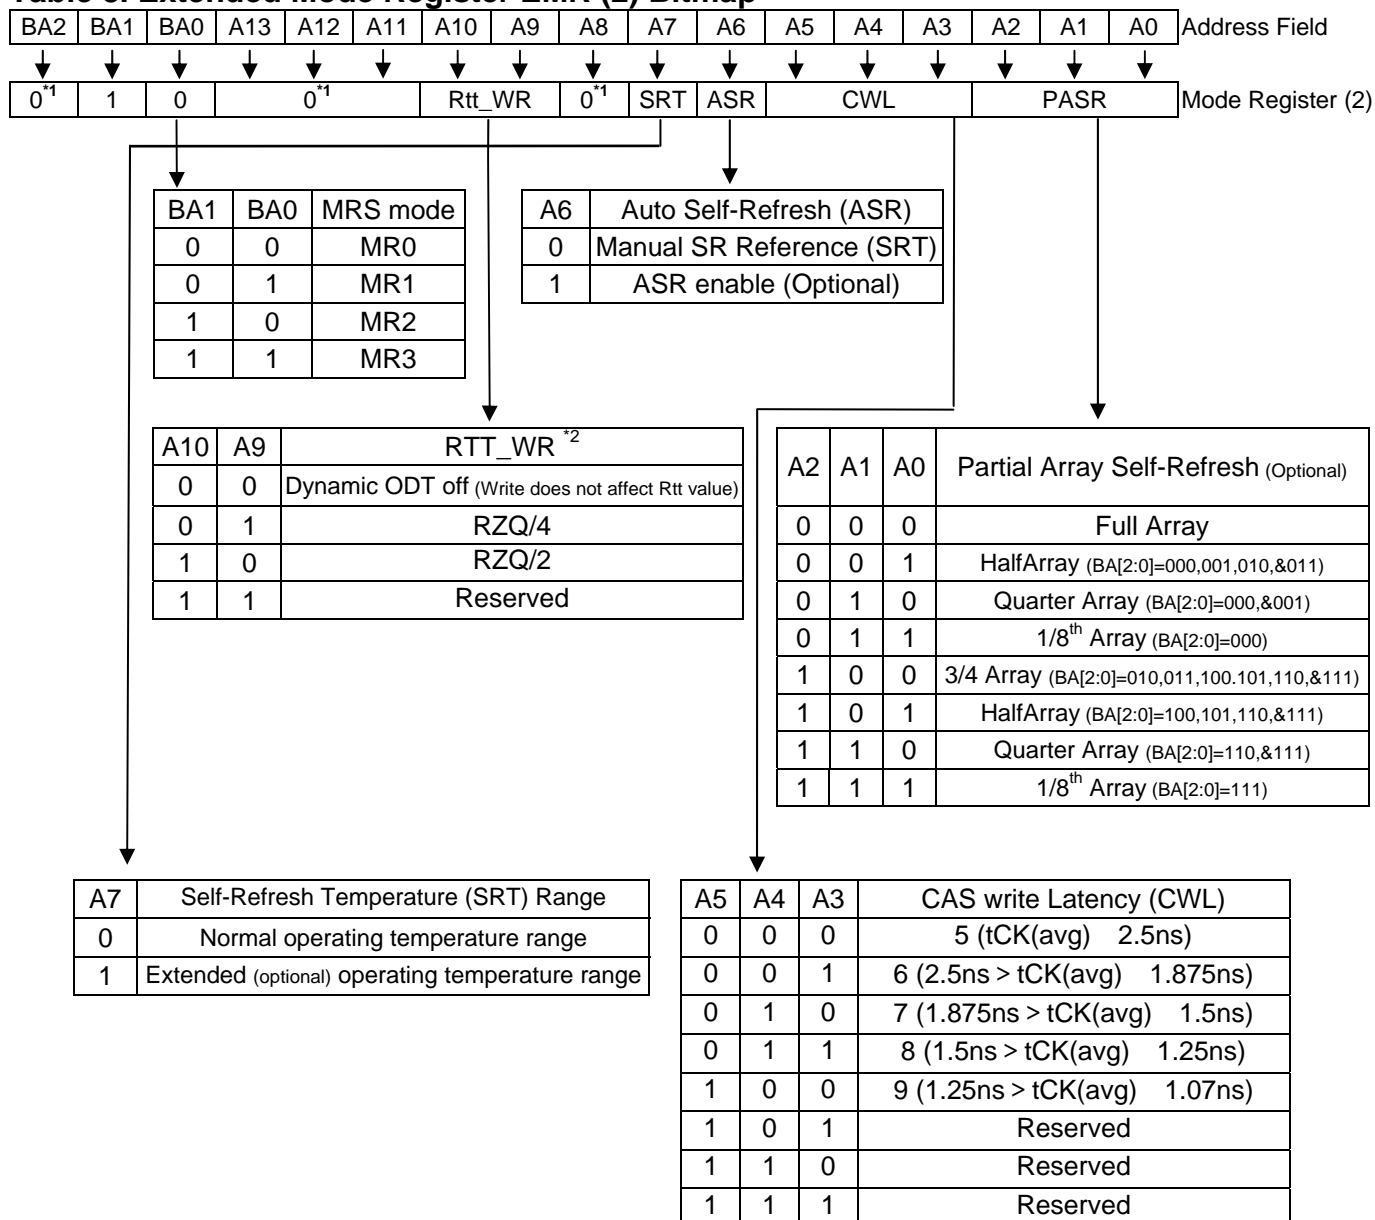 Table 8. Extended Mode Register EMR (2) Bitmap
BA2 BA1 BA0 A13 A12 A11 A10 A9 A8 A7 A6 A5 A4 A3 A2 A1 A0 Address Field
0*1 1 0 0*1 Rtt_WR 0*1 SRT ASR CWL PASR Mode Register (2)
BA1 BA0 MRS mode
0 0 MR0
0 1 MR1
1 0 MR2
1 1 MR3
A6 Auto Self-Refresh (ASR)
0 Manual SR Reference (SRT)
1 ASR enable (Optional)
A10 A9 RTT_WR *2
0 0 Dynamic ODT off (Write does not affect Rtt value)
0 1 RZQ/4
1 0 RZQ/2
1 1 Reserved
A2 A1 A0 Partial Array Self-Refresh (Optional)
0 0 0 Full Array
0 0 1 HalfArray (BA[2:0]=000,001,010,&011)
0 1 0 Quarter Array (BA[2:0]=000,&001)
0 1 1 1/8th Array (BA[2:0]=000)
1 0 0 3/4 Array (BA[2:0]=010,011,100.101,110,&111)
1 0 1 HalfArray (BA[2:0]=100,101,110,&111)
1 1 0 Quarter Array (BA[2:0]=110,&111)
1 1 1 1/8th Array (BA[2:0]=111)
A7 Self-Refresh Temperature (SRT) Range
0 Normal operating temperature range
1 Extended (optional) operating temperature range
A5 A4 A3 CAS write Latency (CWL)
0 0 0 5 (tCK(avg) 2.5ns)
0 0 1 6 (2.5ns > tCK(avg) 1.875ns)
0 1 0 7 (1.875ns > tCK(avg) 1.5ns)
0 1 1 8 (1.5ns > tCK(avg) 1.25ns)
1 0 0 9 (1.25ns > tCK(avg) 1.07ns)
1 0 1 Reserved
1 1 0 Reserved
1 1 1 Reserved